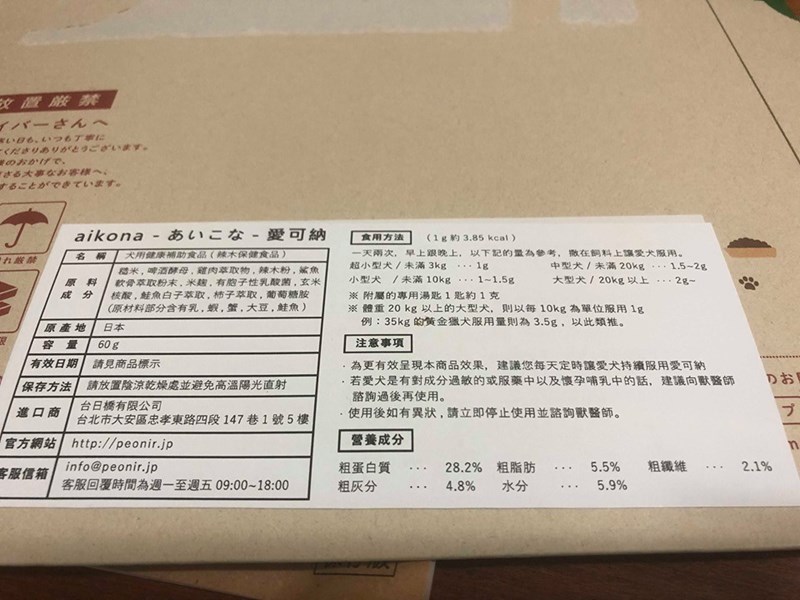 放置厳禁
イバーさんへ
いつも丁寧に
くださりありがとうございます。
のおかげで、
さる大事なお客様へ、
することができています。
れ厳禁
aikona - あいこな - 愛可納
名稱 犬用健康補助食品 (辣木保健食品)
原料成分 糙米, 啤酒酵母, 雞肉萃取物, 辣木粉, 鯊魚
軟骨萃取粉末, 米麴, 有胞子性乳酸菌, 玄米
核酸, 鮭魚白子萃取, 柿子萃取, 葡萄糖胺
(原材料部分含有乳, 蝦, 蟹, 大豆, 鮭魚)
原產地 日本
容量 60g
有效日期 請見商品標示
保存方法 請放置陰涼乾燥處並避免高溫陽光直射
進口商 台日橋有限公司
台北市大安區忠孝東路四段 147 巷 1 號 5 樓
官方網站 http://peonir.jp
客服信箱 info@peonir.jp
客服回覆時間為週一至週五 09:00~18:00
食用方法 (1g 約 3.85 kcal)
一天兩次, 早上跟晚上, 以下記的量為參考, 撒在飼料上讓愛犬服用。
超小型犬 / 未滿 3kg ··· 1g 中型犬 / 未滿 20kg ··· 1.5~2g
小型犬 / 未滿 10kg ··· 1~1.5g 大型犬 / 20kg 以上 ··· 2g~
※ 附屬的專用湯匙 1 匙約 1 克
※ 體重 20 kg 以上的大型犬, 則以每 10kg 為單位服用 1g
例：35kg 的黃金獵犬服用量則為 3.5g , 以此類推。
注意事項
· 為更有效呈現本商品效果, 建議您每天定時讓愛犬持續服用愛可納
· 若愛犬是有對成分過敏的或服藥中以及懷孕哺乳中的話, 建議向獸醫師
諮詢過後再使用。
· 使用後如有異狀 , 請立即停止使用並諮詢獸醫師。
營養成分
粗蛋白質 ··· 28.2% 粗脂肪 ··· 5.5% 粗纖維 ··· 2.1%
粗灰分 ··· 4.8% 水分 ··· 5.9%
のお